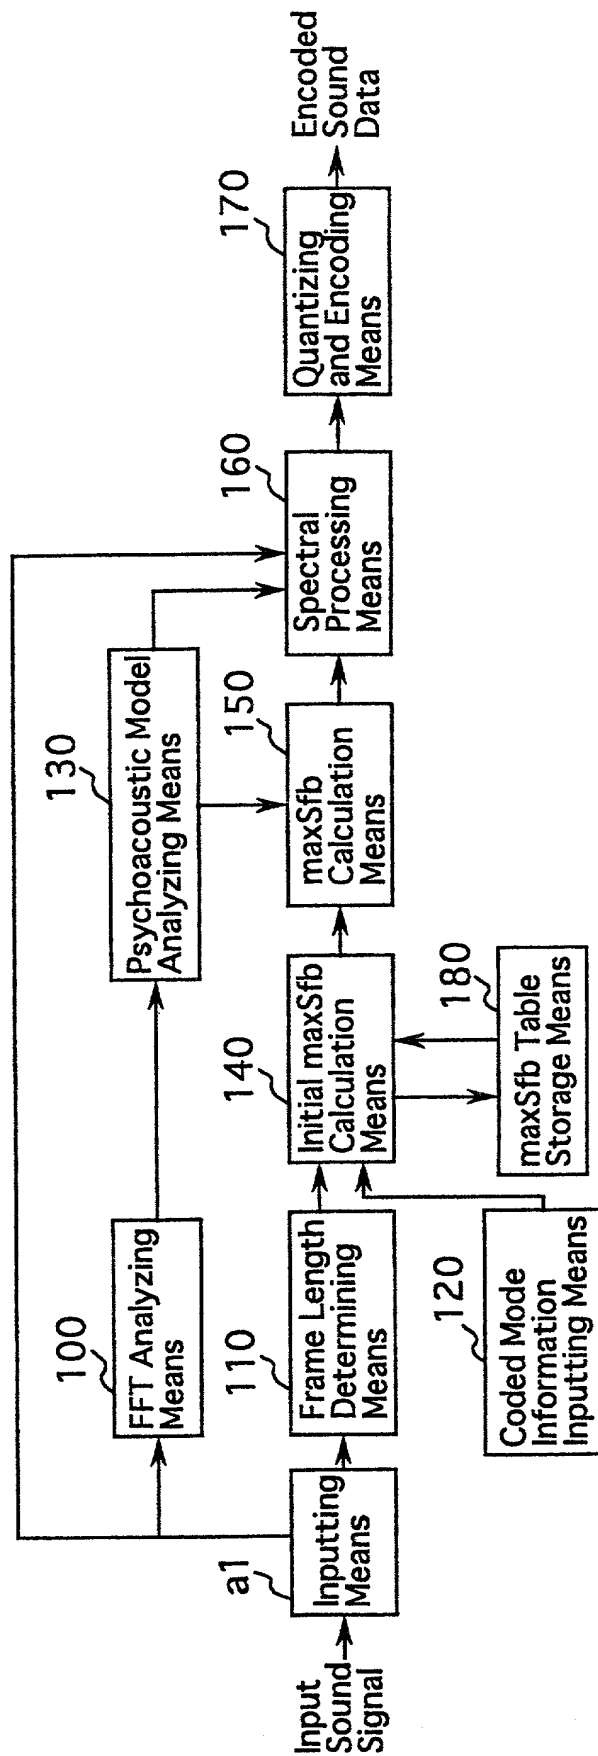 Input
Sound
Signal
a1
Inputting
Means
100
FFT Analyzing
Means
110
Frame Length
Determining
Means
120
Coded Mode
Information
Inputting Means
130
Psychoacoustic Model
Analyzing Means
140
Initial maxSfb
Calculation
Means
180
maxSfb Table
Storage Means
150
maxSfb
Calculation
Means
160
Spectral
Processing
Means
170
Quantizing
and Encoding
Means
Encoded
Sound
Data